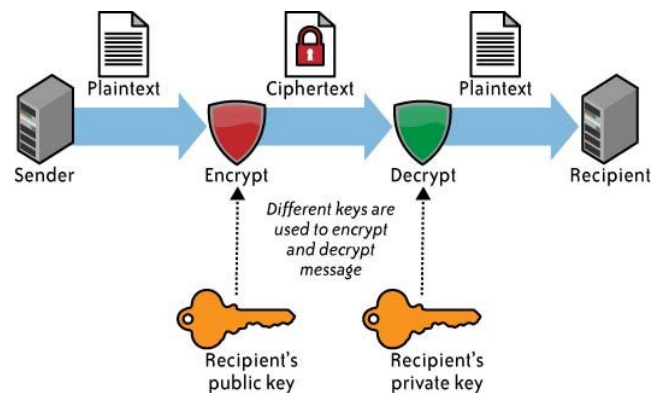 Plaintext
Ciphertext
Plaintext
Sender
Encrypt
Decrypt
Recipient
Different keys are
used to encrypt
and decrypt
message
Recipient's
public key
Recipient's
private key